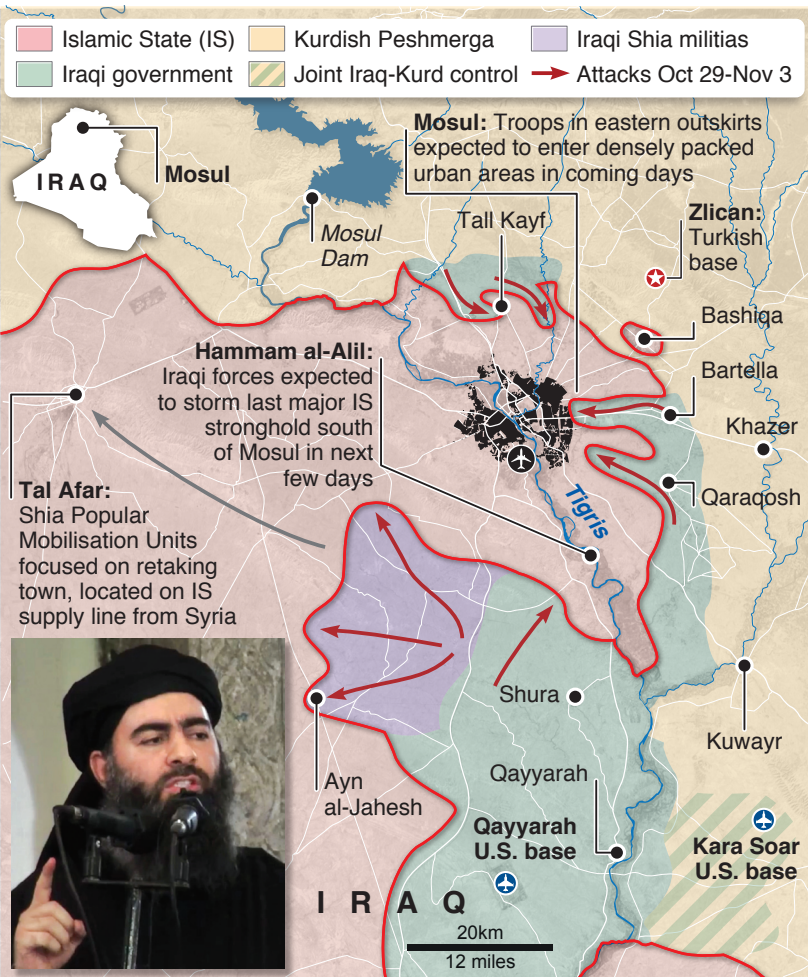 Islamic State (IS)
Kurdish Peshmerga
Iraqi Shia militias
Iraqi government
Joint Iraq-Kurd control
Attacks Oct 29-Nov 3
IRAQ
Mosul
Mosul: Troops in eastern outskirts
expected to enter densely packed
urban areas in coming days
Mosul
Dam
Tall Kayf
Zlican:
Turkish
base
Bashiqa
Bartella
Khazer
Qaraqosh
Hammam al-Alil:
Iraqi forces expected
to storm last major IS
stronghold south
of Mosul in next
few days
Tigris
Tal Afar:
Shia Popular
Mobilisation Units
focused on retaking
town, located on IS
supply line from Syria
Shura
Kuwayr
Ayn
al-Jahesh
Qayyarah
Qayyarah
U.S. base
Kara Soar
U.S. base
IRAQ
20km
12 miles